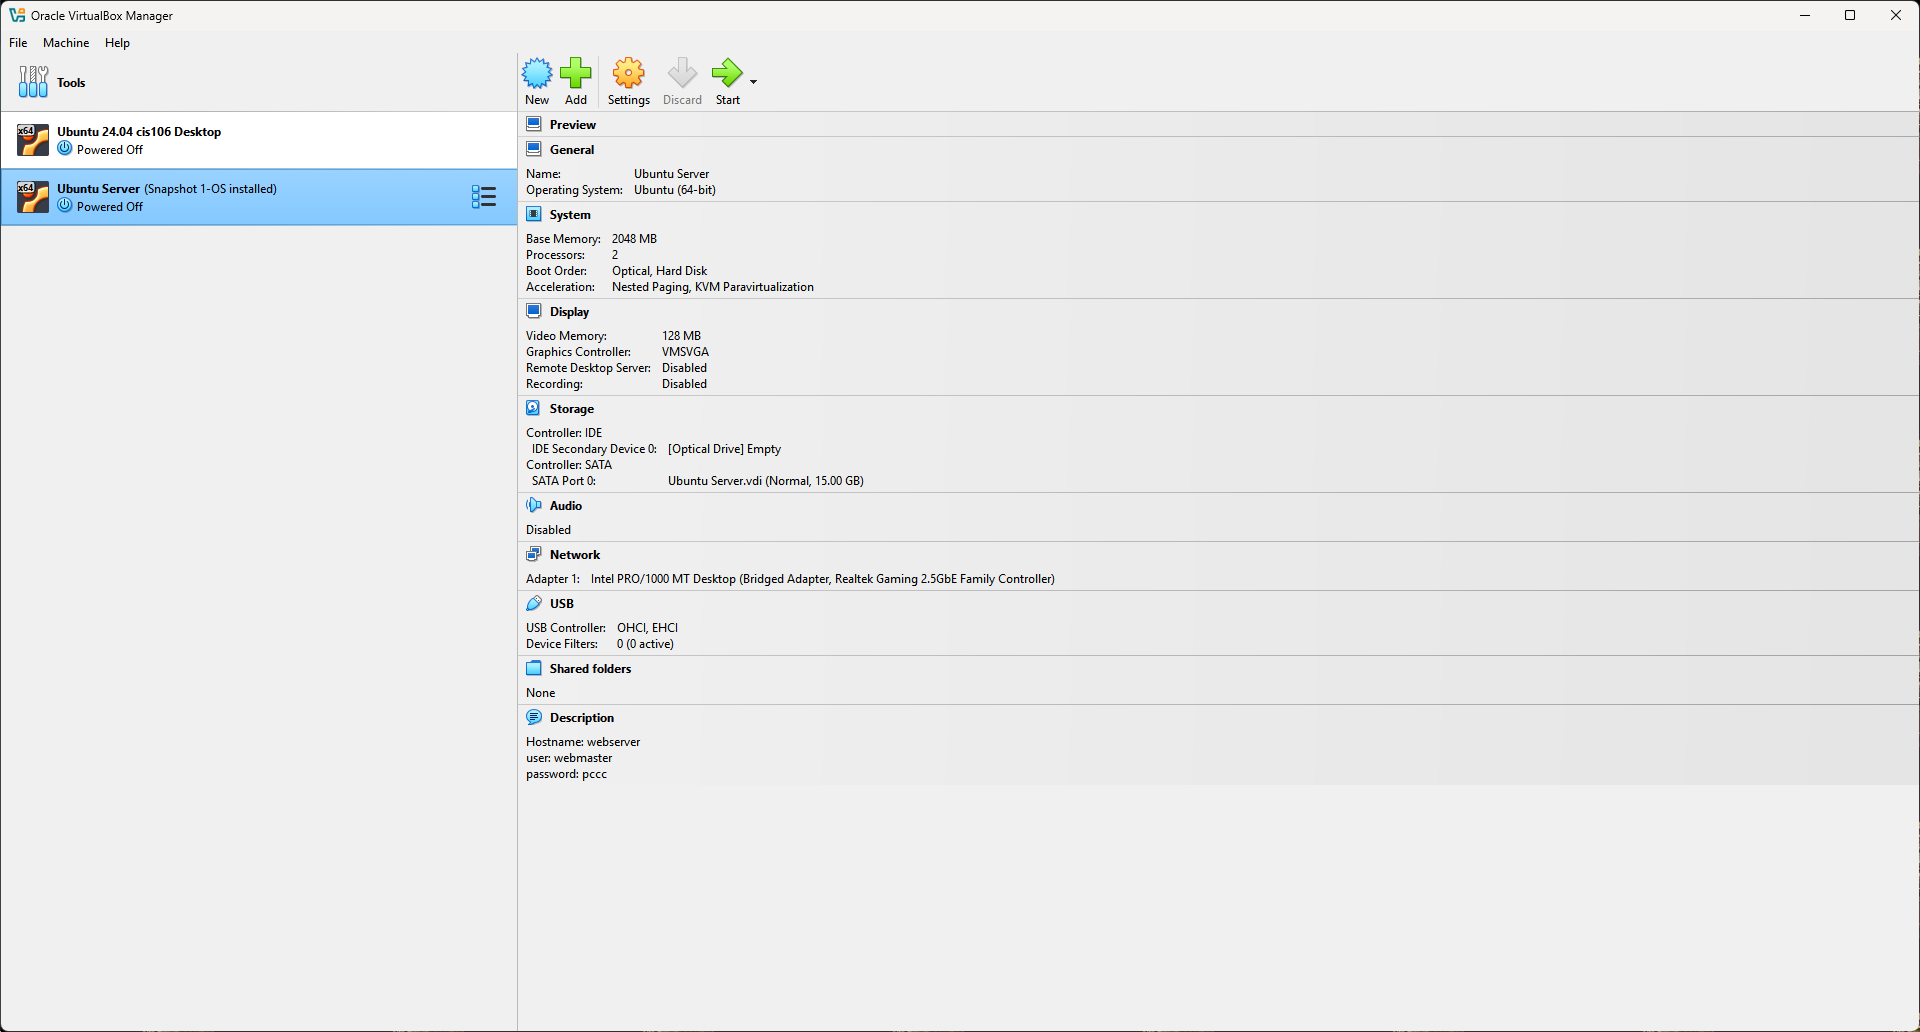 Oracle VirtualBox Manager
File Machine Help
Tools
New Add Settings Discard Start
x64 Ubuntu 24.04 cis106 Desktop
Powered Off
x64 Ubuntu Server (Snapshot 1-OS installed)
Powered Off
Preview
General
Name: Ubuntu Server
Operating System: Ubuntu (64-bit)
System
Base Memory: 2048 MB
Processors: 2
Boot Order: Optical, Hard Disk
Acceleration: Nested Paging, KVM Paravirtualization
Display
Video Memory: 128 MB
Graphics Controller: VMSVGA
Remote Desktop Server: Disabled
Recording: Disabled
Storage
Controller: IDE
IDE Secondary Device 0: [Optical Drive] Empty
Controller: SATA
SATA Port 0: Ubuntu Server.vdi (Normal, 15.00 GB)
Audio
Disabled
Network
Adapter 1: Intel PRO/1000 MT Desktop (Bridged Adapter, Realtek Gaming 2.5GbE Family Controller)
USB
USB Controller: OHCI, EHCI
Device Filters: 0 (0 active)
Shared folders
None
Description
Hostname: webserver
user: webmaster
password: pccc